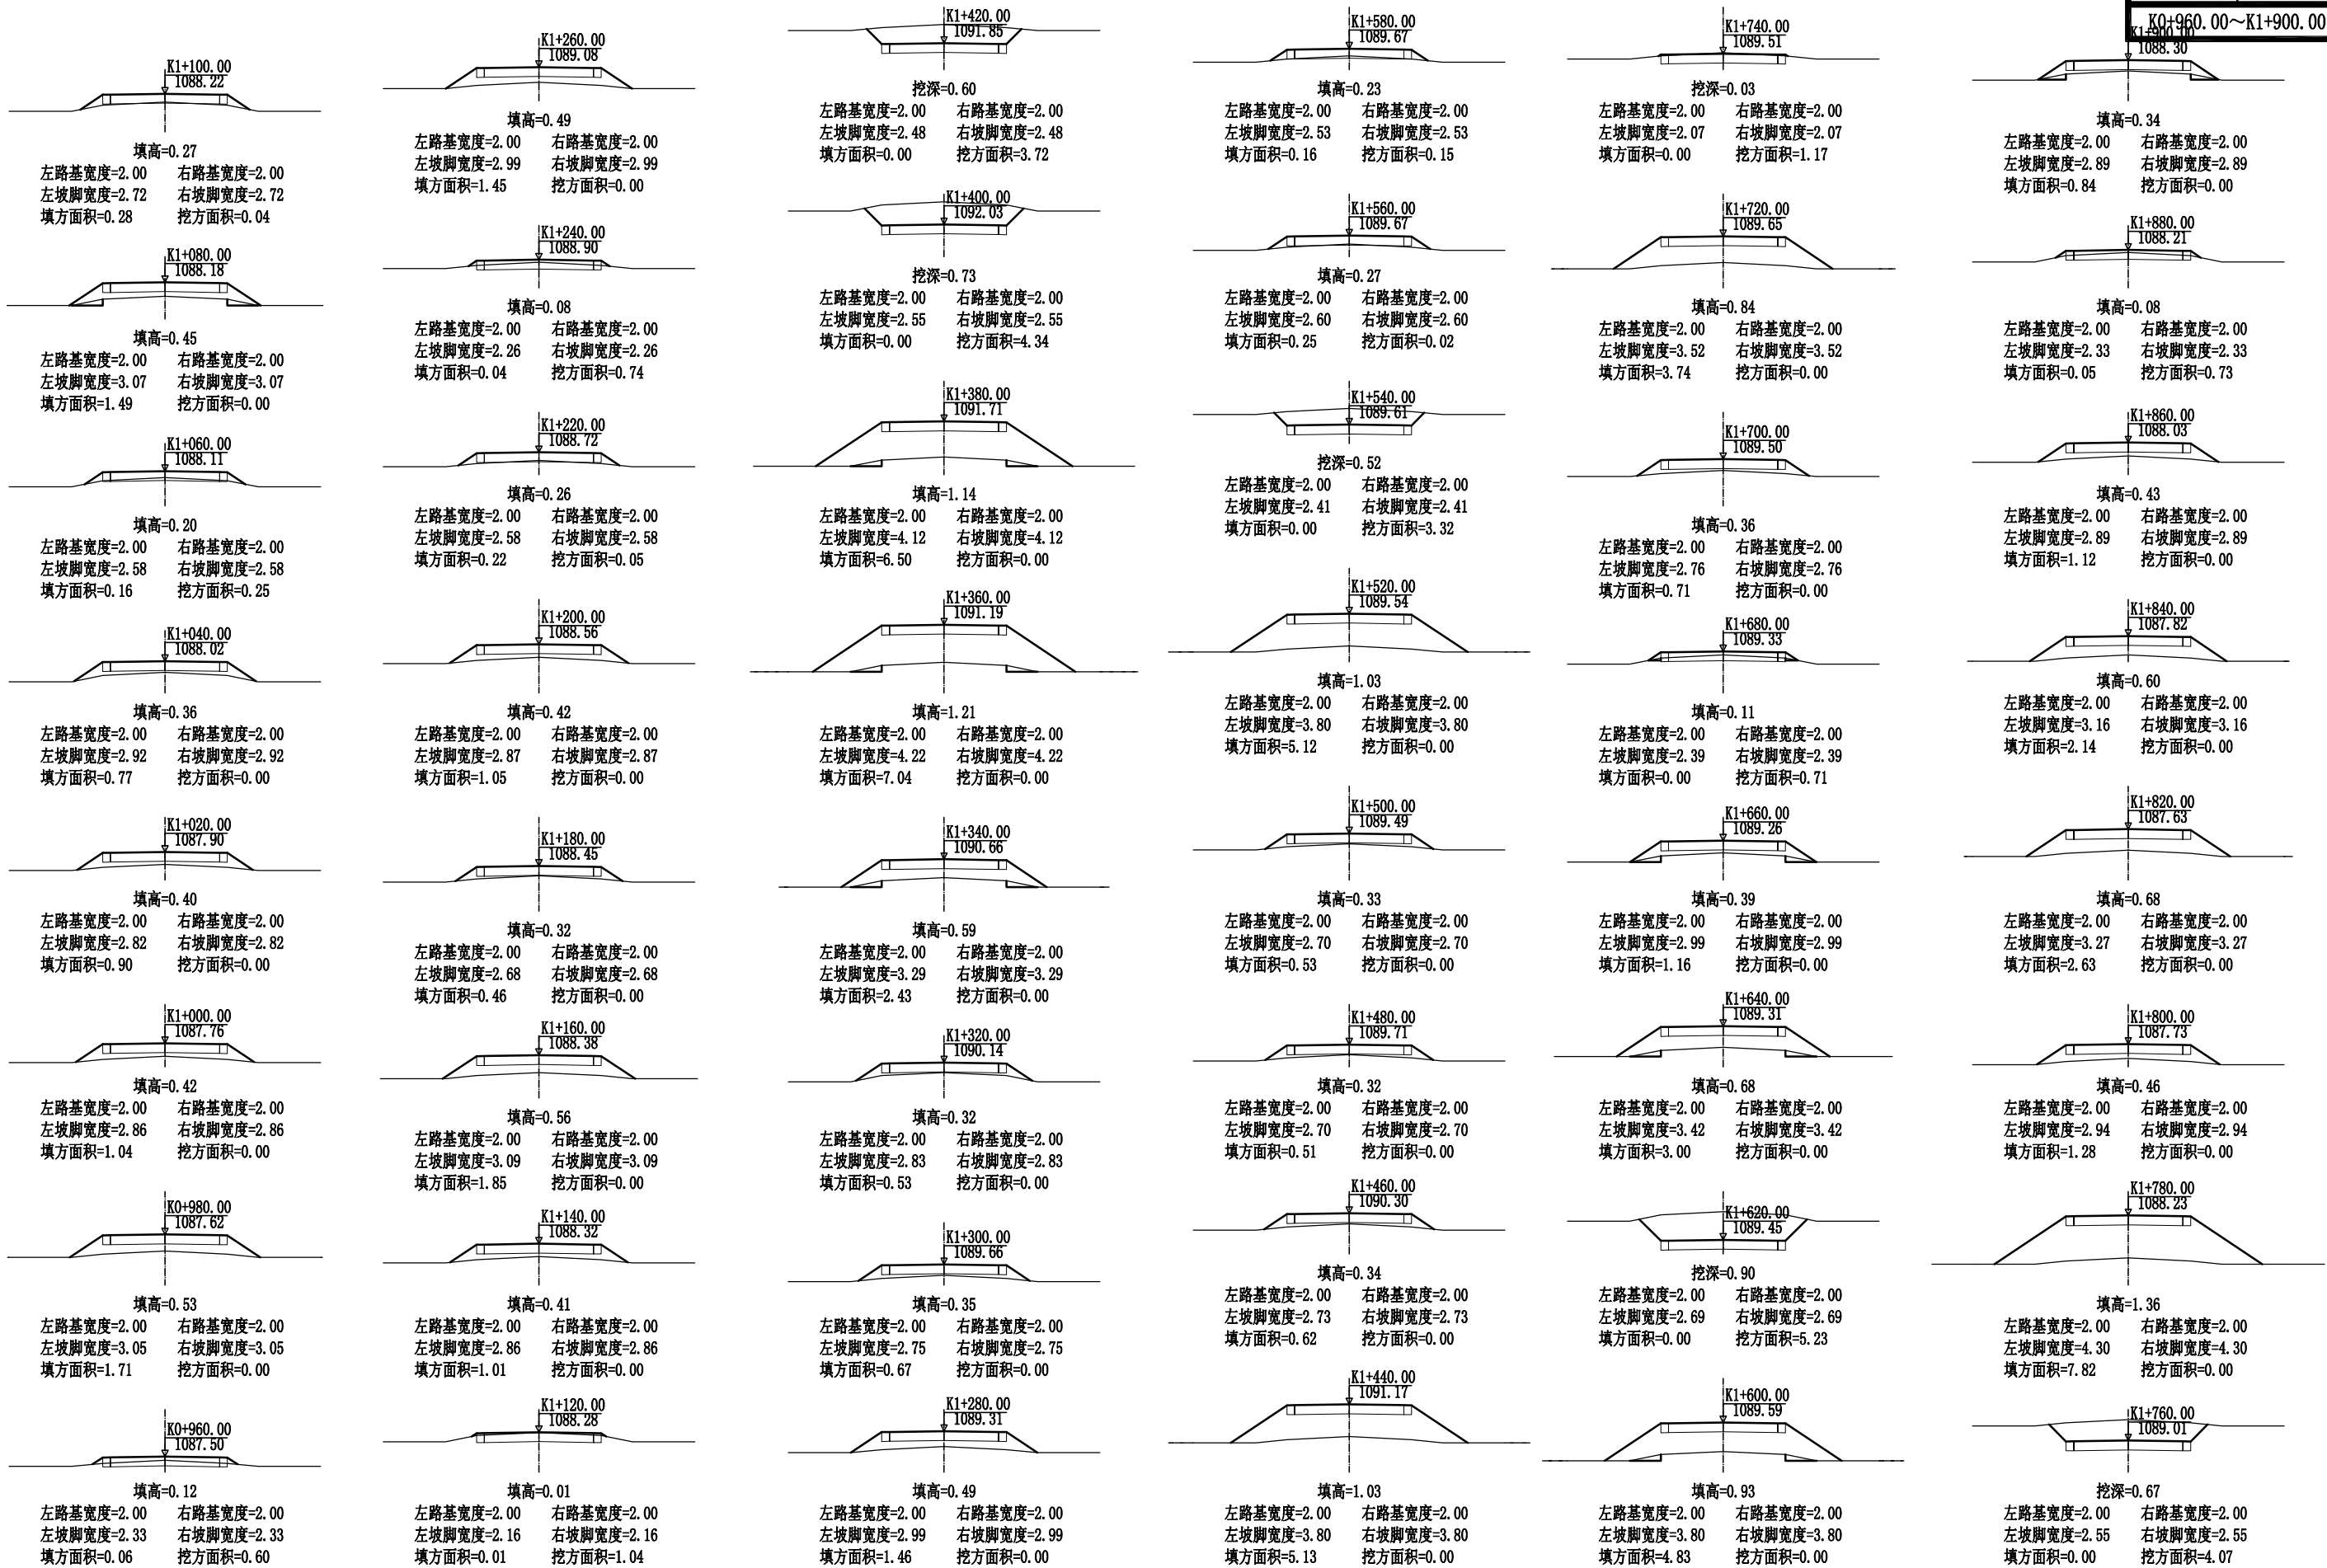 K0+960.00～K1+900.00
K1+100.00
1088.22
填高=0.27
左路基宽度=2.00 右路基宽度=2.00
左坡脚宽度=2.72 右坡脚宽度=2.72
填方面积=0.28 挖方面积=0.04
K1+080.00
1088.18
填高=0.45
左路基宽度=2.00 右路基宽度=2.00
左坡脚宽度=3.07 右坡脚宽度=3.07
填方面积=1.49 挖方面积=0.00
K1+060.00
1088.11
填高=0.20
左路基宽度=2.00 右路基宽度=2.00
左坡脚宽度=2.58 右坡脚宽度=2.58
填方面积=0.16 挖方面积=0.25
K1+040.00
1088.02
填高=0.36
左路基宽度=2.00 右路基宽度=2.00
左坡脚宽度=2.92 右坡脚宽度=2.92
填方面积=0.77 挖方面积=0.00
K1+020.00
1087.90
填高=0.40
左路基宽度=2.00 右路基宽度=2.00
左坡脚宽度=2.82 右坡脚宽度=2.82
填方面积=0.90 挖方面积=0.00
K1+000.00
1087.76
填高=0.42
左路基宽度=2.00 右路基宽度=2.00
左坡脚宽度=2.86 右坡脚宽度=2.86
填方面积=1.04 挖方面积=0.00
K0+980.00
1087.62
填高=0.53
左路基宽度=2.00 右路基宽度=2.00
左坡脚宽度=3.05 右坡脚宽度=3.05
填方面积=1.71 挖方面积=0.00
K0+960.00
1087.50
填高=0.12
左路基宽度=2.00 右路基宽度=2.00
左坡脚宽度=2.33 右坡脚宽度=2.33
填方面积=0.06 挖方面积=0.60
K1+260.00
1089.08
填高=0.49
左路基宽度=2.00 右路基宽度=2.00
左坡脚宽度=2.99 右坡脚宽度=2.99
填方面积=1.45 挖方面积=0.00
K1+240.00
1088.90
填高=0.08
左路基宽度=2.00 右路基宽度=2.00
左坡脚宽度=2.26 右坡脚宽度=2.26
填方面积=0.04 挖方面积=0.74
K1+220.00
1088.72
填高=0.26
左路基宽度=2.00 右路基宽度=2.00
左坡脚宽度=2.58 右坡脚宽度=2.58
填方面积=0.22 挖方面积=0.05
K1+200.00
1088.56
填高=0.42
左路基宽度=2.00 右路基宽度=2.00
左坡脚宽度=2.87 右坡脚宽度=2.87
填方面积=1.05 挖方面积=0.00
K1+180.00
1088.45
填高=0.32
左路基宽度=2.00 右路基宽度=2.00
左坡脚宽度=2.68 右坡脚宽度=2.68
填方面积=0.46 挖方面积=0.00
K1+160.00
1088.38
填高=0.56
左路基宽度=2.00 右路基宽度=2.00
左坡脚宽度=3.09 右坡脚宽度=3.09
填方面积=1.85 挖方面积=0.00
K1+140.00
1088.32
填高=0.41
左路基宽度=2.00 右路基宽度=2.00
左坡脚宽度=2.86 右坡脚宽度=2.86
填方面积=1.01 挖方面积=0.00
K1+120.00
1088.28
填高=0.01
左路基宽度=2.00 右路基宽度=2.00
左坡脚宽度=2.16 右坡脚宽度=2.16
填方面积=0.01 挖方面积=1.04
K1+420.00
1091.85
挖深=0.60
左路基宽度=2.00 右路基宽度=2.00
左坡脚宽度=2.48 右坡脚宽度=2.48
填方面积=0.00 挖方面积=3.72
K1+400.00
1092.03
挖深=0.73
左路基宽度=2.00 右路基宽度=2.00
左坡脚宽度=2.55 右坡脚宽度=2.55
填方面积=0.00 挖方面积=4.34
K1+380.00
1091.71
填高=1.14
左路基宽度=2.00 右路基宽度=2.00
左坡脚宽度=4.12 右坡脚宽度=4.12
填方面积=6.50 挖方面积=0.00
K1+360.00
1091.19
填高=1.21
左路基宽度=2.00 右路基宽度=2.00
左坡脚宽度=4.22 右坡脚宽度=4.22
填方面积=7.04 挖方面积=0.00
K1+340.00
1090.66
填高=0.59
左路基宽度=2.00 右路基宽度=2.00
左坡脚宽度=3.29 右坡脚宽度=3.29
填方面积=2.43 挖方面积=0.00
K1+320.00
1090.14
填高=0.32
左路基宽度=2.00 右路基宽度=2.00
左坡脚宽度=2.83 右坡脚宽度=2.83
填方面积=0.53 挖方面积=0.00
K1+300.00
1089.66
填高=0.35
左路基宽度=2.00 右路基宽度=2.00
左坡脚宽度=2.75 右坡脚宽度=2.75
填方面积=0.67 挖方面积=0.00
K1+280.00
1089.31
填高=0.49
左路基宽度=2.00 右路基宽度=2.00
左坡脚宽度=2.99 右坡脚宽度=2.99
填方面积=1.46 挖方面积=0.00
K1+580.00
1089.67
填高=0.23
左路基宽度=2.00 右路基宽度=2.00
左坡脚宽度=2.53 右坡脚宽度=2.53
填方面积=0.16 挖方面积=0.15
K1+560.00
1089.67
填高=0.27
左路基宽度=2.00 右路基宽度=2.00
左坡脚宽度=2.60 右坡脚宽度=2.60
填方面积=0.25 挖方面积=0.02
K1+540.00
1089.61
挖深=0.52
左路基宽度=2.00 右路基宽度=2.00
左坡脚宽度=2.41 右坡脚宽度=2.41
填方面积=0.00 挖方面积=3.32
K1+520.00
1089.54
填高=1.03
左路基宽度=2.00 右路基宽度=2.00
左坡脚宽度=3.80 右坡脚宽度=3.80
填方面积=5.12 挖方面积=0.00
K1+500.00
1089.49
填高=0.33
左路基宽度=2.00 右路基宽度=2.00
左坡脚宽度=2.70 右坡脚宽度=2.70
填方面积=0.53 挖方面积=0.00
K1+480.00
1089.71
填高=0.32
左路基宽度=2.00 右路基宽度=2.00
左坡脚宽度=2.70 右坡脚宽度=2.70
填方面积=0.51 挖方面积=0.00
K1+460.00
1090.30
填高=0.34
左路基宽度=2.00 右路基宽度=2.00
左坡脚宽度=2.73 右坡脚宽度=2.73
填方面积=0.62 挖方面积=0.00
K1+440.00
1091.17
填高=1.03
左路基宽度=2.00 右路基宽度=2.00
左坡脚宽度=3.80 右坡脚宽度=3.80
填方面积=5.13 挖方面积=0.00
K1+740.00
1089.51
挖深=0.03
左路基宽度=2.00 右路基宽度=2.00
左坡脚宽度=2.07 右坡脚宽度=2.07
填方面积=0.00 挖方面积=1.17
K1+720.00
1089.65
填高=0.84
左路基宽度=2.00 右路基宽度=2.00
左坡脚宽度=3.52 右坡脚宽度=3.52
填方面积=3.74 挖方面积=0.00
K1+700.00
1089.50
填高=0.36
左路基宽度=2.00 右路基宽度=2.00
左坡脚宽度=2.76 右坡脚宽度=2.76
填方面积=0.71 挖方面积=0.00
K1+680.00
1089.33
填高=0.11
左路基宽度=2.00 右路基宽度=2.00
左坡脚宽度=2.39 右坡脚宽度=2.39
填方面积=0.00 挖方面积=0.71
K1+660.00
1089.26
填高=0.39
左路基宽度=2.00 右路基宽度=2.00
左坡脚宽度=2.99 右坡脚宽度=2.99
填方面积=1.16 挖方面积=0.00
K1+640.00
1089.31
填高=0.68
左路基宽度=2.00 右路基宽度=2.00
左坡脚宽度=3.42 右坡脚宽度=3.42
填方面积=3.00 挖方面积=0.00
K1+620.00
1089.45
挖深=0.90
左路基宽度=2.00 右路基宽度=2.00
左坡脚宽度=2.69 右坡脚宽度=2.69
填方面积=0.00 挖方面积=5.23
K1+600.00
1089.59
填高=0.93
左路基宽度=2.00 右路基宽度=2.00
左坡脚宽度=3.80 右坡脚宽度=3.80
填方面积=4.83 挖方面积=0.00
K1+900.00
1088.30
填高=0.34
左路基宽度=2.00 右路基宽度=2.00
左坡脚宽度=2.89 右坡脚宽度=2.89
填方面积=0.84 挖方面积=0.00
K1+880.00
1088.21
填高=0.08
左路基宽度=2.00 右路基宽度=2.00
左坡脚宽度=2.33 右坡脚宽度=2.33
填方面积=0.05 挖方面积=0.73
K1+860.00
1088.03
填高=0.43
左路基宽度=2.00 右路基宽度=2.00
左坡脚宽度=2.89 右坡脚宽度=2.89
填方面积=1.12 挖方面积=0.00
K1+840.00
1087.82
填高=0.60
左路基宽度=2.00 右路基宽度=2.00
左坡脚宽度=3.16 右坡脚宽度=3.16
填方面积=2.14 挖方面积=0.00
K1+820.00
1087.63
填高=0.68
左路基宽度=2.00 右路基宽度=2.00
左坡脚宽度=3.27 右坡脚宽度=3.27
填方面积=2.63 挖方面积=0.00
K1+800.00
1087.73
填高=0.46
左路基宽度=2.00 右路基宽度=2.00
左坡脚宽度=2.94 右坡脚宽度=2.94
填方面积=1.28 挖方面积=0.00
K1+780.00
1088.23
填高=1.36
左路基宽度=2.00 右路基宽度=2.00
左坡脚宽度=4.30 右坡脚宽度=4.30
填方面积=7.82 挖方面积=0.00
K1+760.00
1089.01
挖深=0.67
左路基宽度=2.00 右路基宽度=2.00
左坡脚宽度=2.55 右坡脚宽度=2.55
填方面积=0.00 挖方面积=4.07